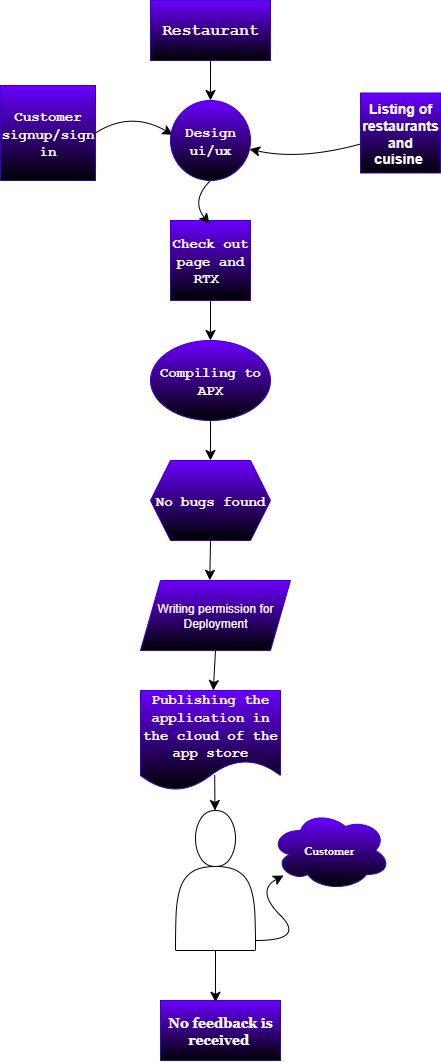 Restaurant
Customer
signup/sign
in
Design
ui/ux
Listing of
restaurants
and
cuisine
Check out
page and
RTX
Compiling to
APX
No bugs found
Writing permission for
Deployment
Publishing the
application in
the cloud of the
app store
Customer
No feedback is
received